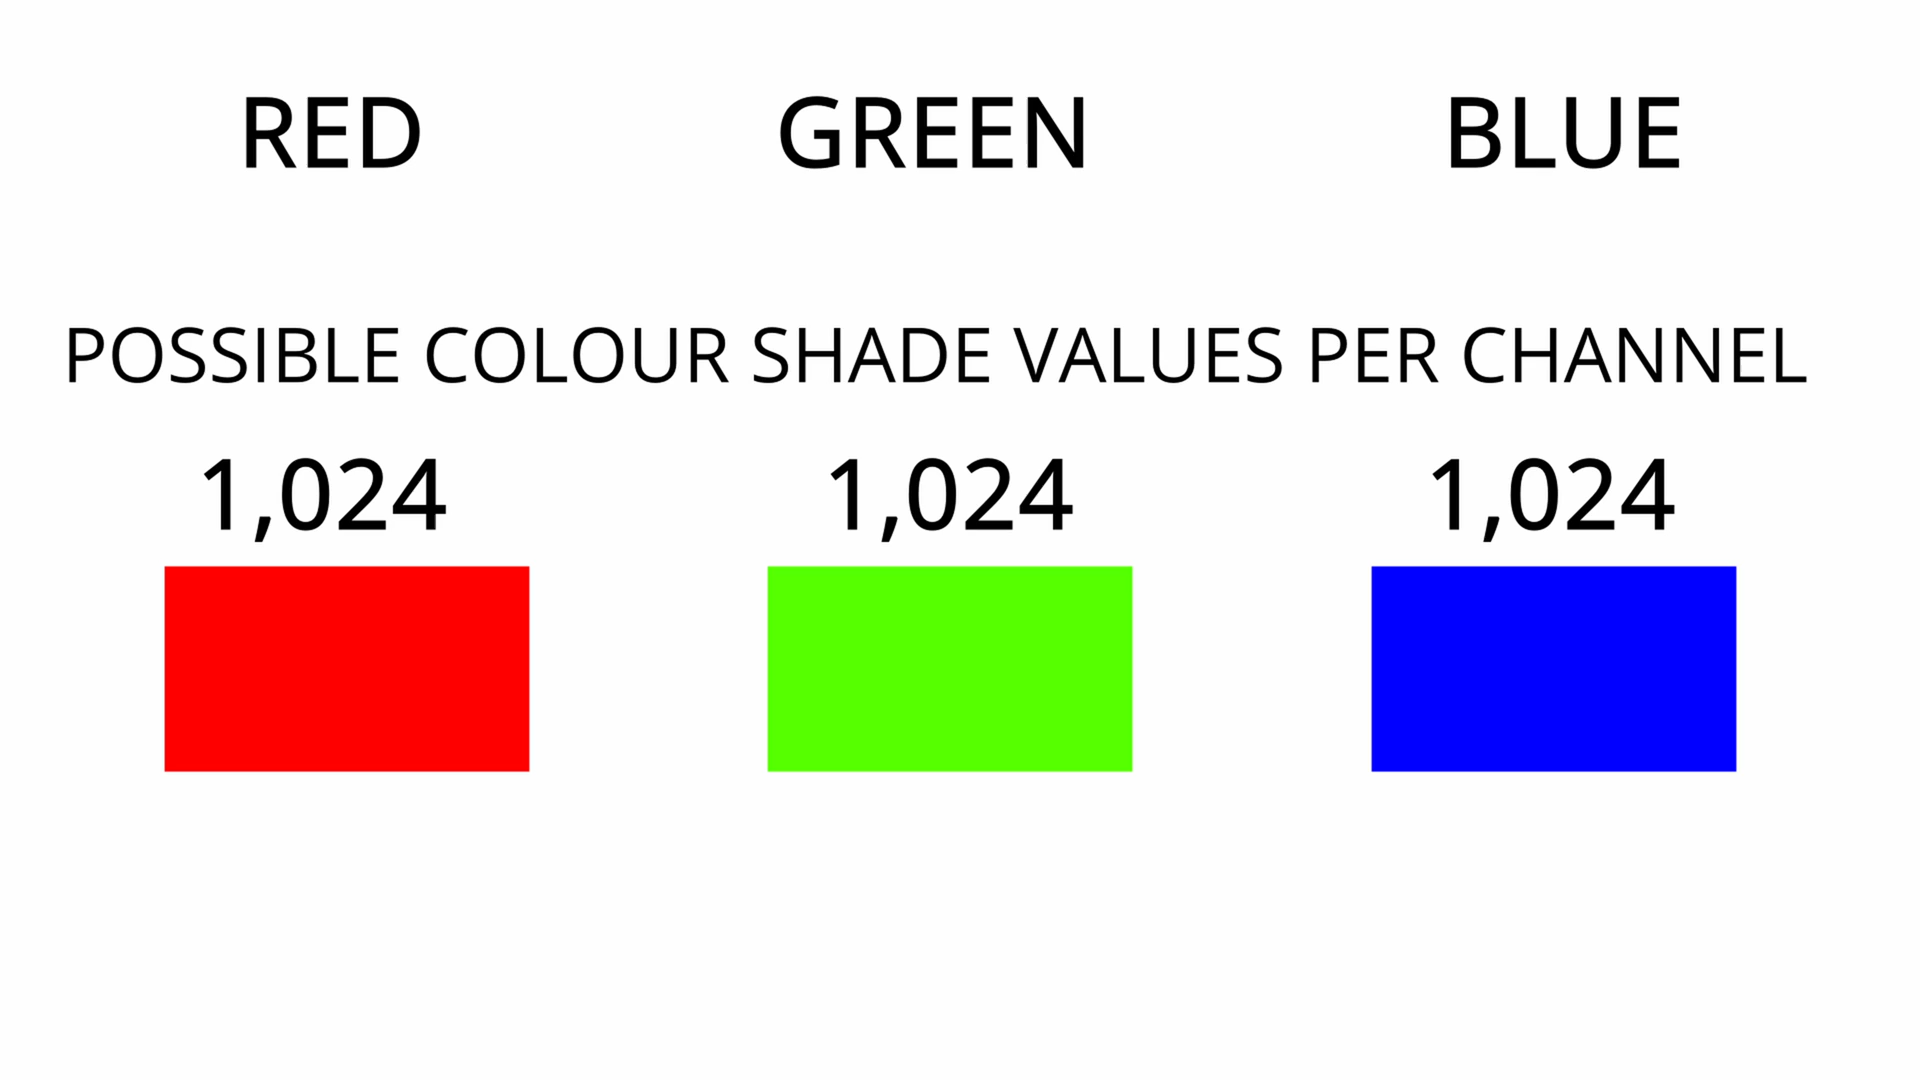 RED GREEN BLUE
POSSIBLE COLOUR SHADE VALUES PER CHANNEL
1,024 1,024 1,024